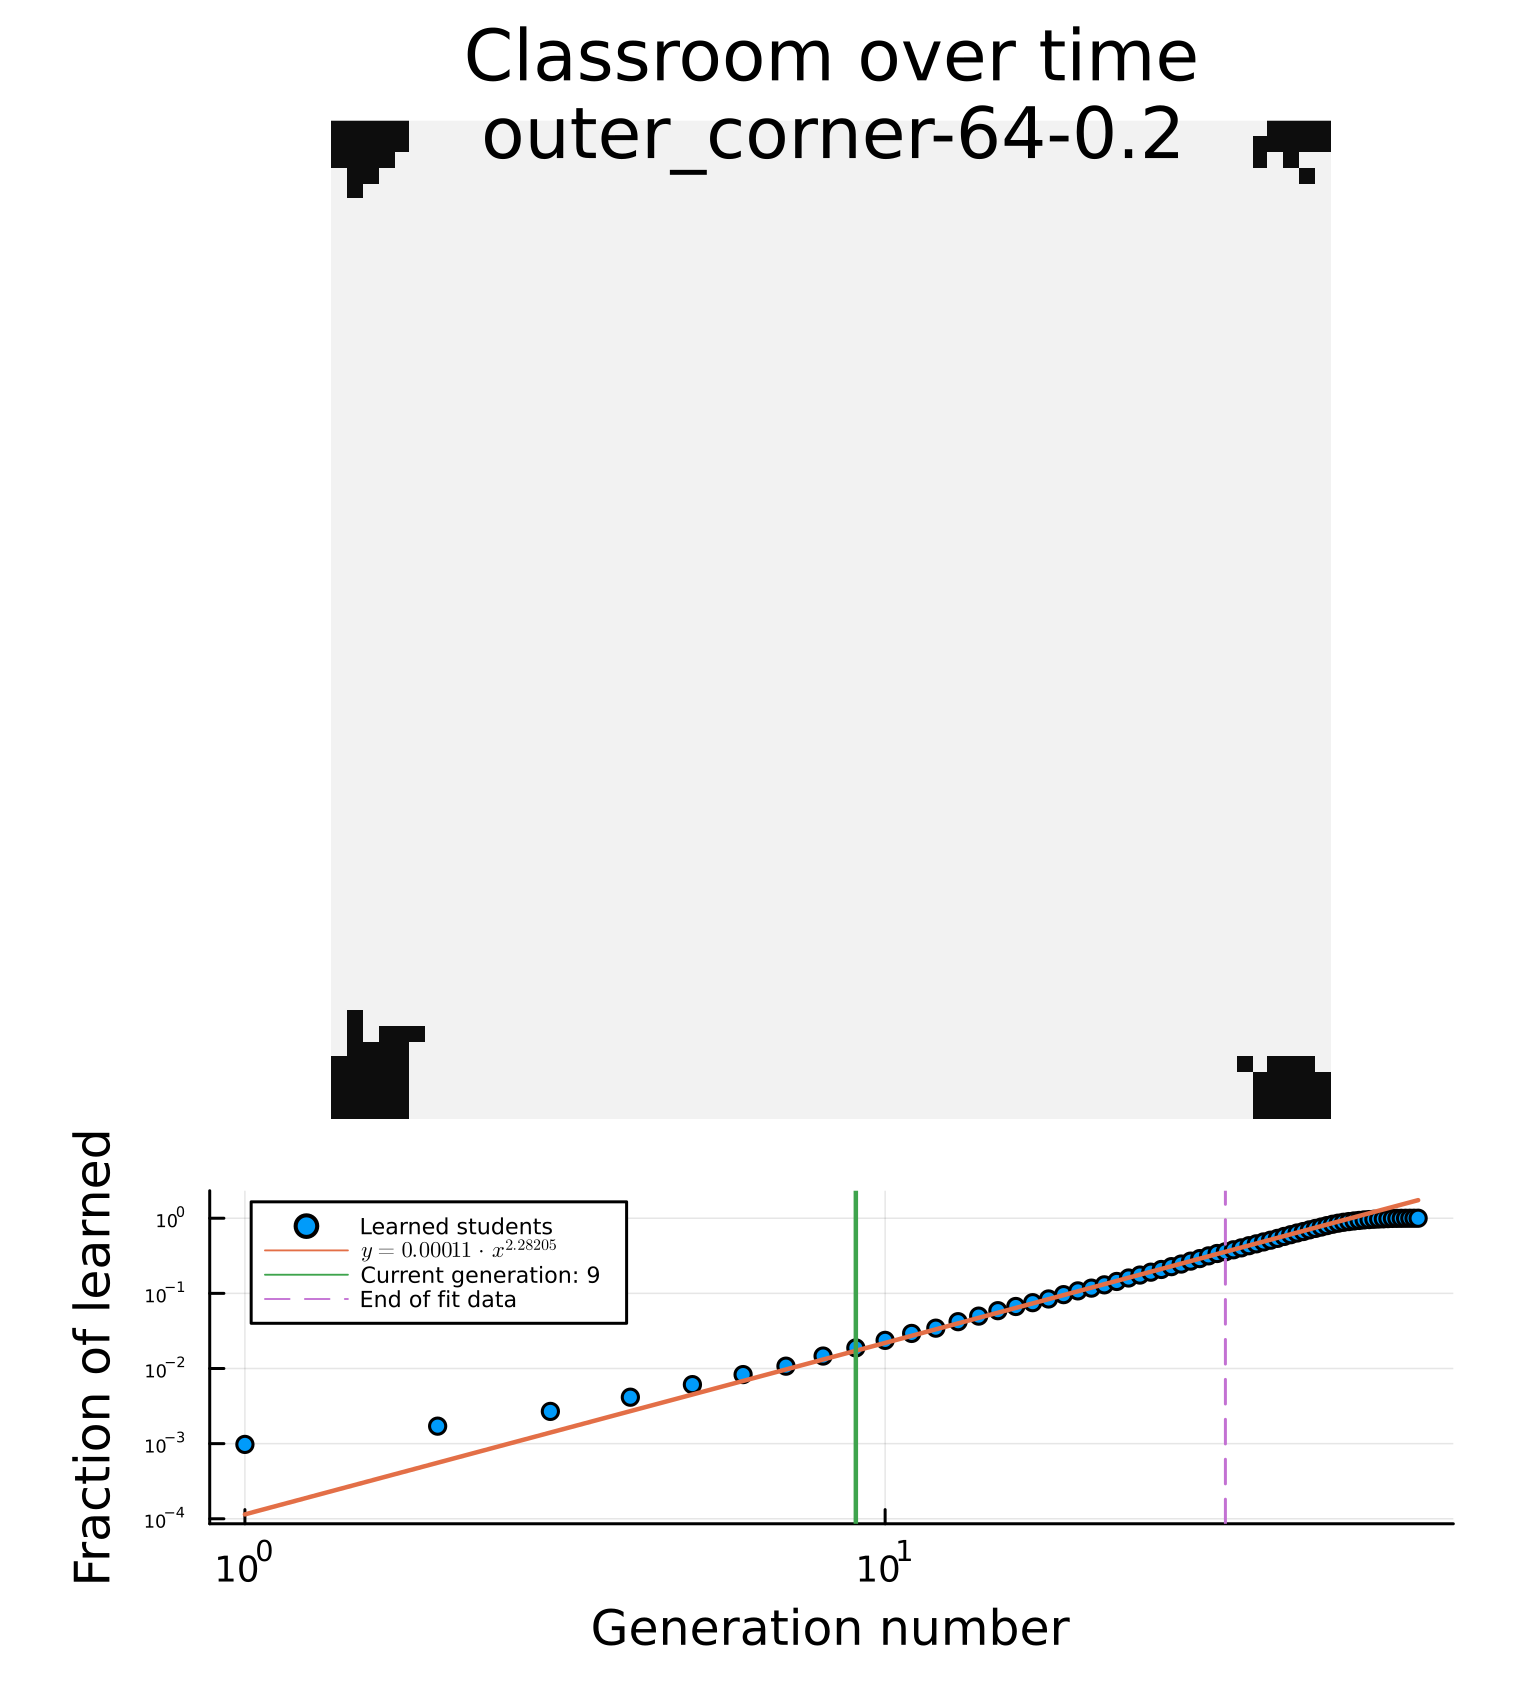 Classroom over time
outer_corner-64-0.2
Fraction of learned
10^0
10^−1
10^−2
10^−3
10^−4
Learned students
y = 0.00011 · x^2.28205
Current generation: 9
End of fit data
10^0
10^1
Generation number